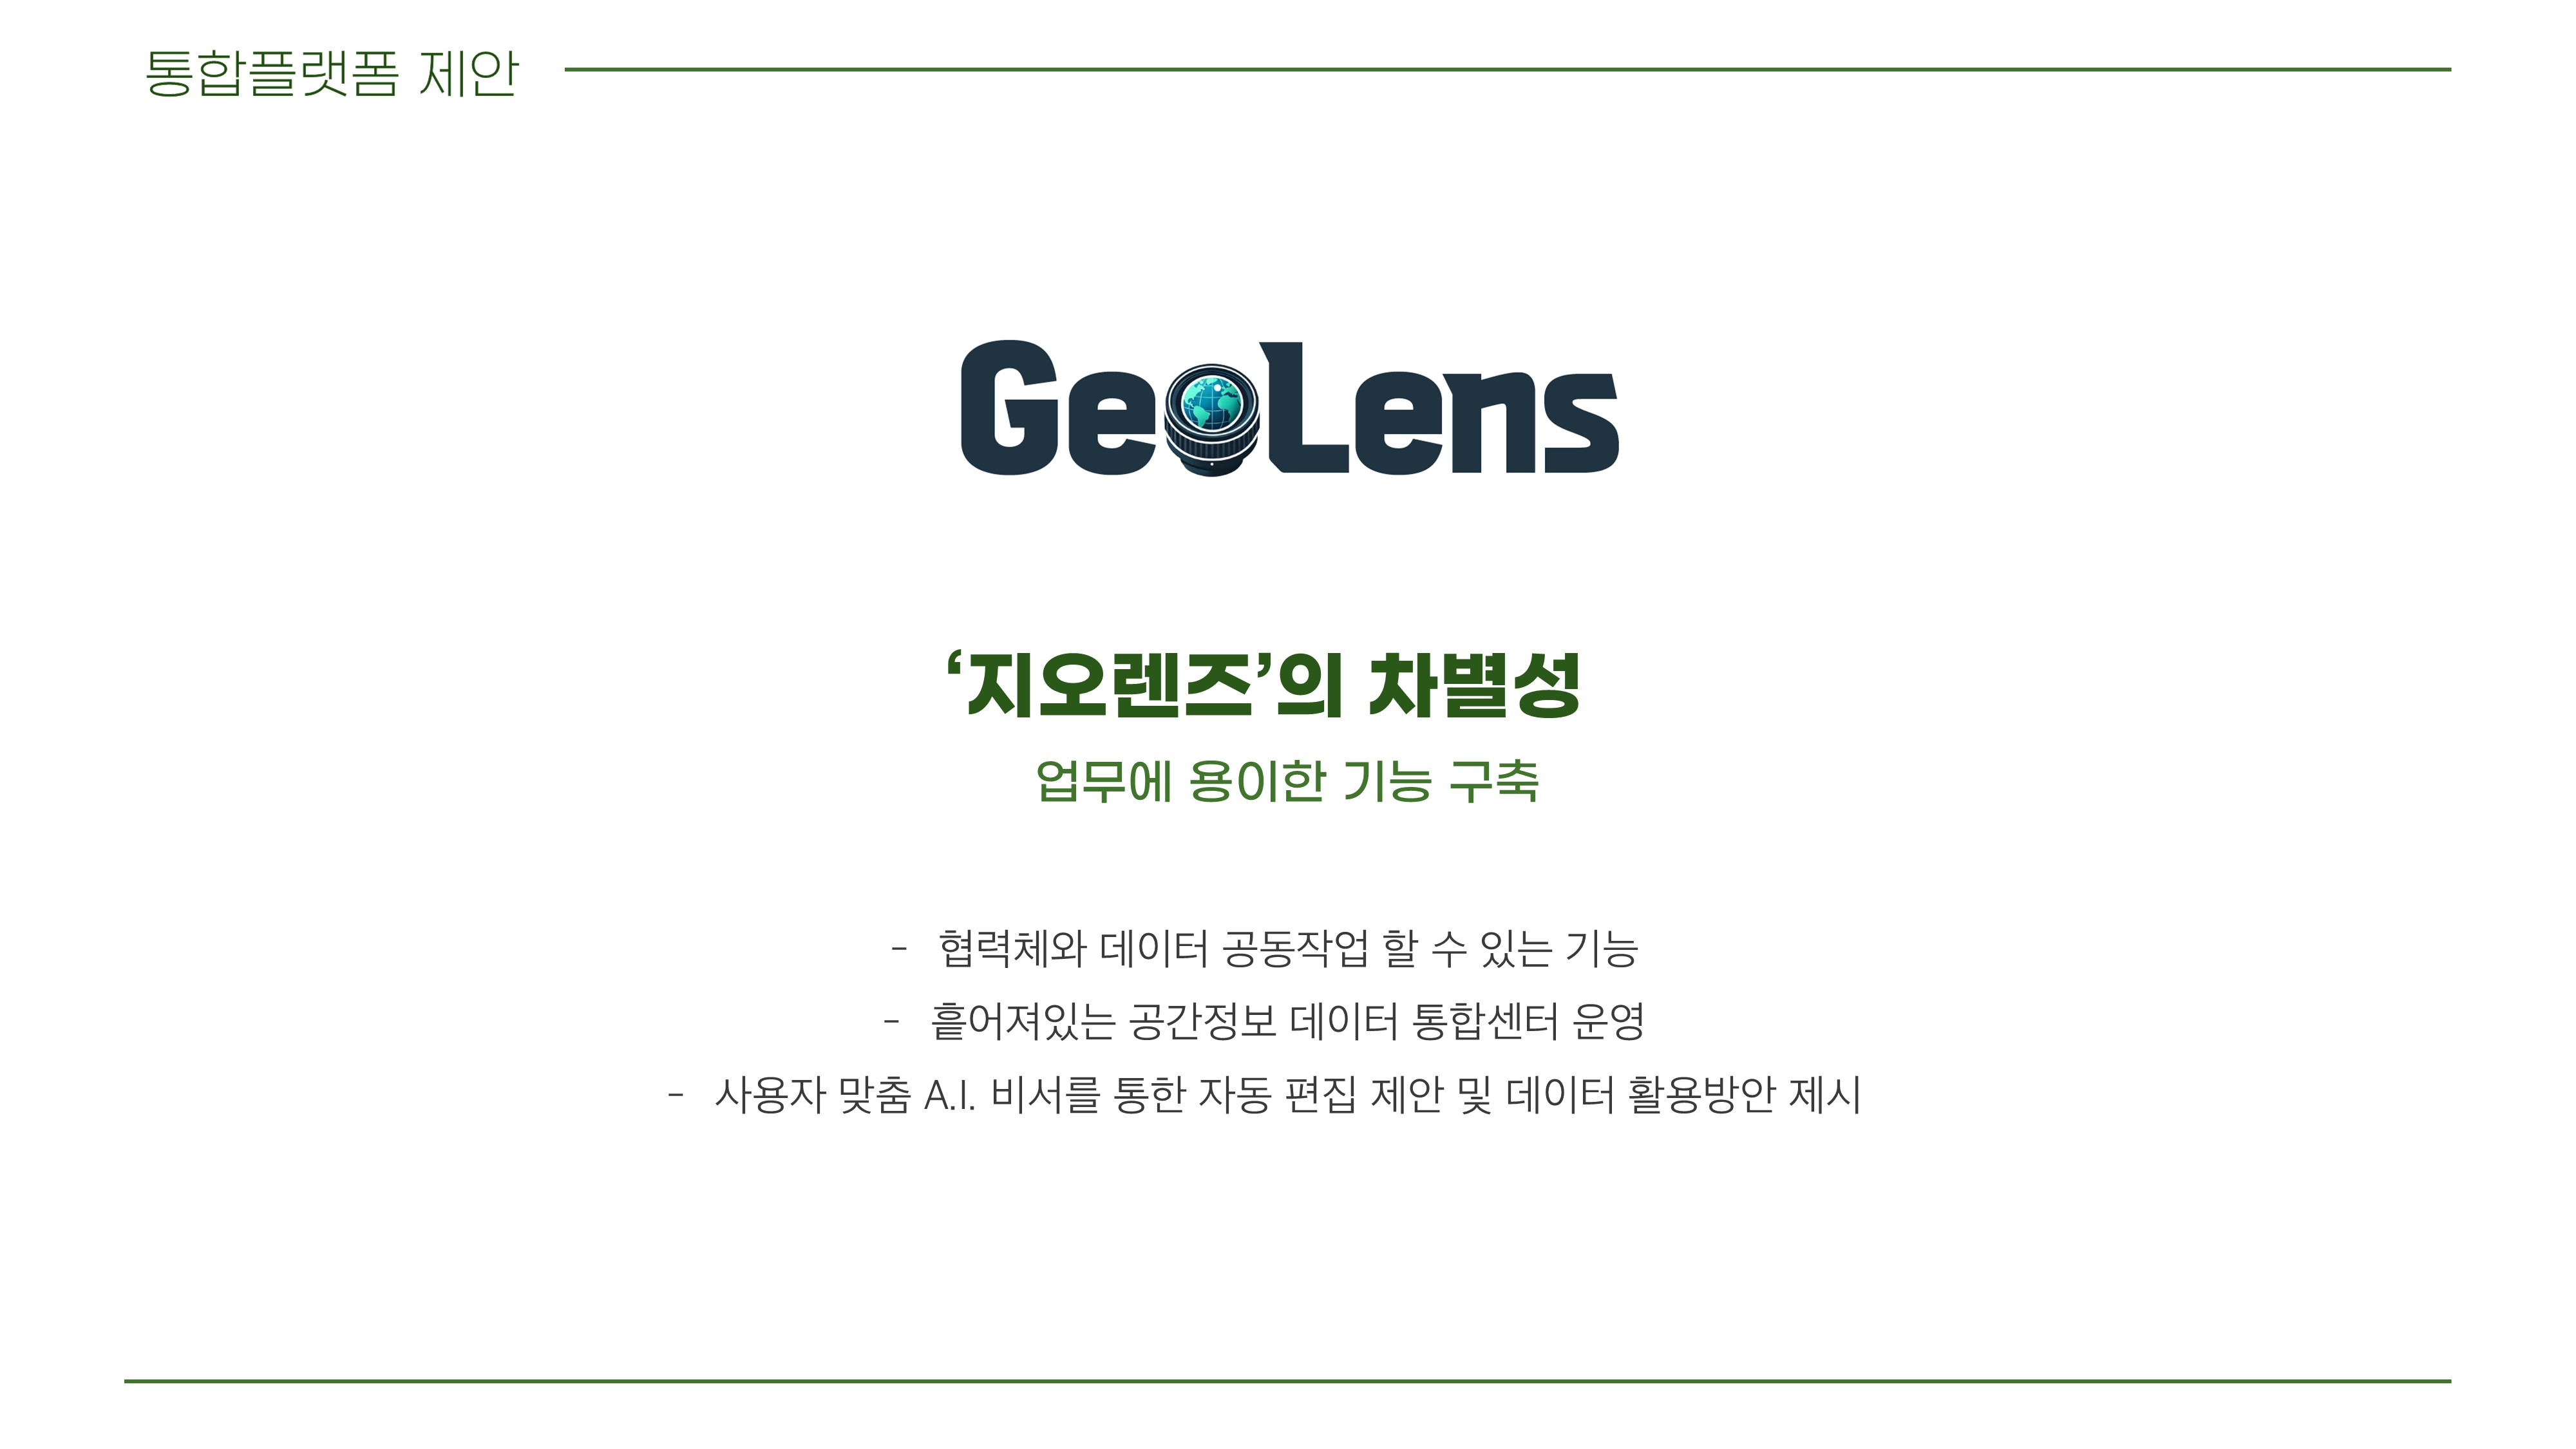 통합플랫폼 제안
GeoLens
‘지오렌즈’의 차별성
업무에 용이한 기능 구축
- 협력체와 데이터 공동작업 할 수 있는 기능
- 흩어져있는 공간정보 데이터 통합센터 운영
- 사용자 맞춤 A.I. 비서를 통한 자동 편집 제안 및 데이터 활용방안 제시